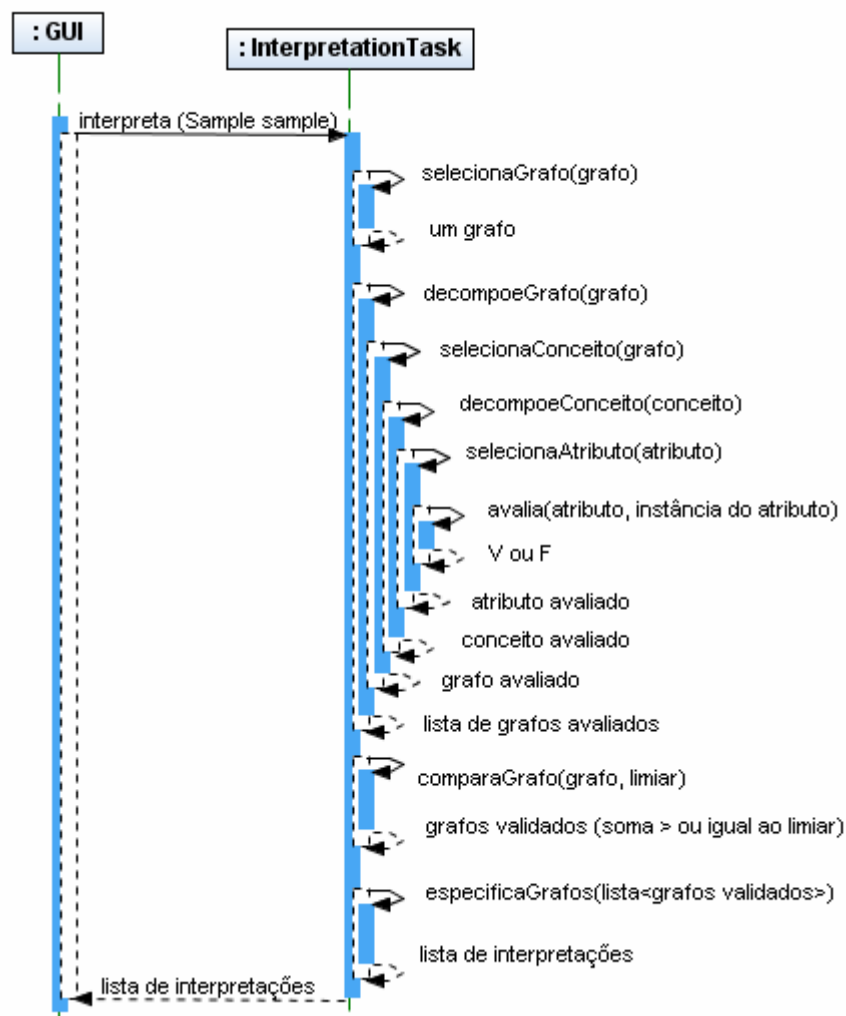 : GUI
: InterpretationTask
interpreta (Sample sample)
selecionaGrafo(grafo)
um grafo
decompoeGrafo(grafo)
selecionaConceito(grafo)
decompoeConceito(conceito)
selecionaAtributo(atributo)
avalia(atributo, instância do atributo)
V ou F
atributo avaliado
conceito avaliado
grafo avaliado
lista de grafos avaliados
comparaGrafo(grafo, limiar)
grafos validados (soma > ou igual ao limiar)
especificaGrafos(lista<grafos validados>)
lista de interpretações
lista de interpretações